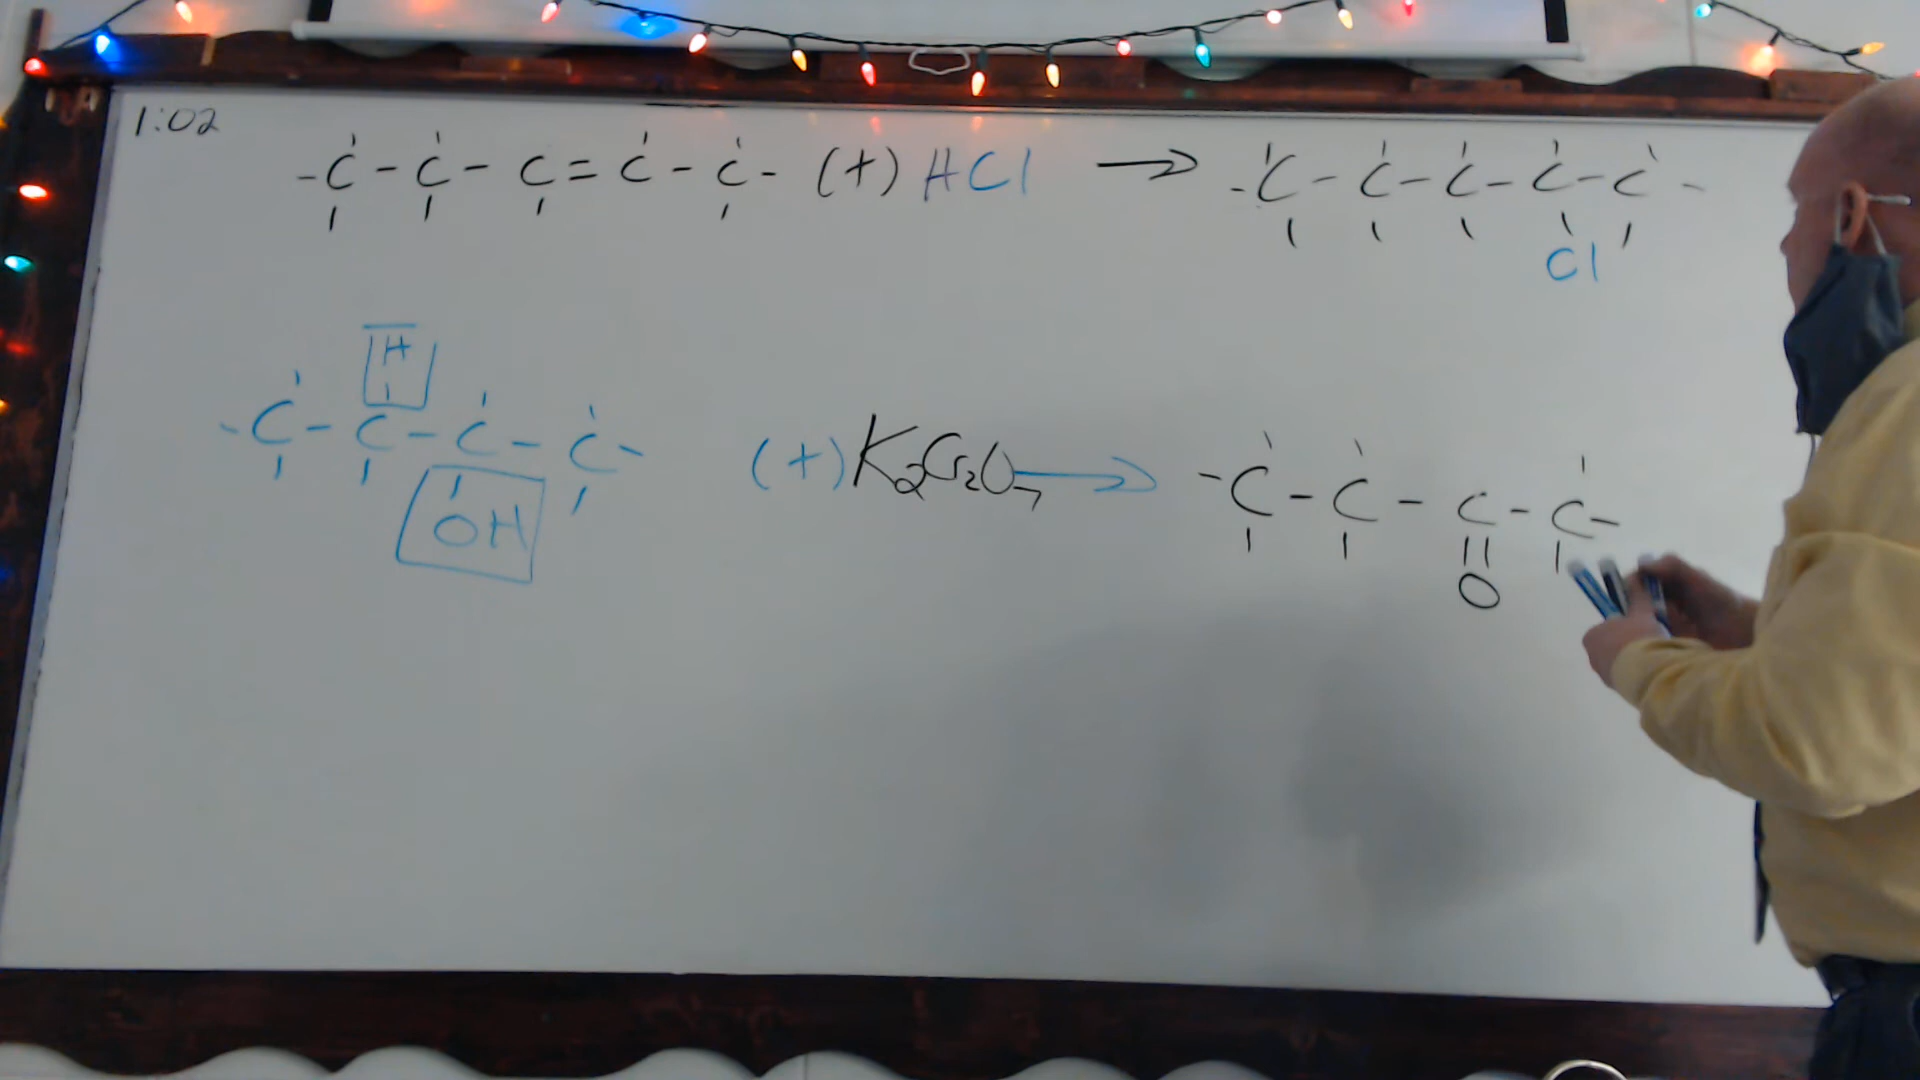 1:02
-C-C-C=C-C- (+) HCl → -C-C-C-C-C-
Cl
H
-C-C-C-C- (+) K₂Cr₂O₇ → -C-C-C-C-
OH
O